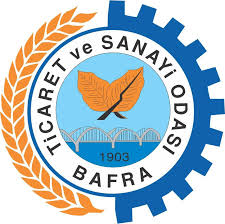 TİCARET ve SANAYİ ODASI
1903
BAFRA